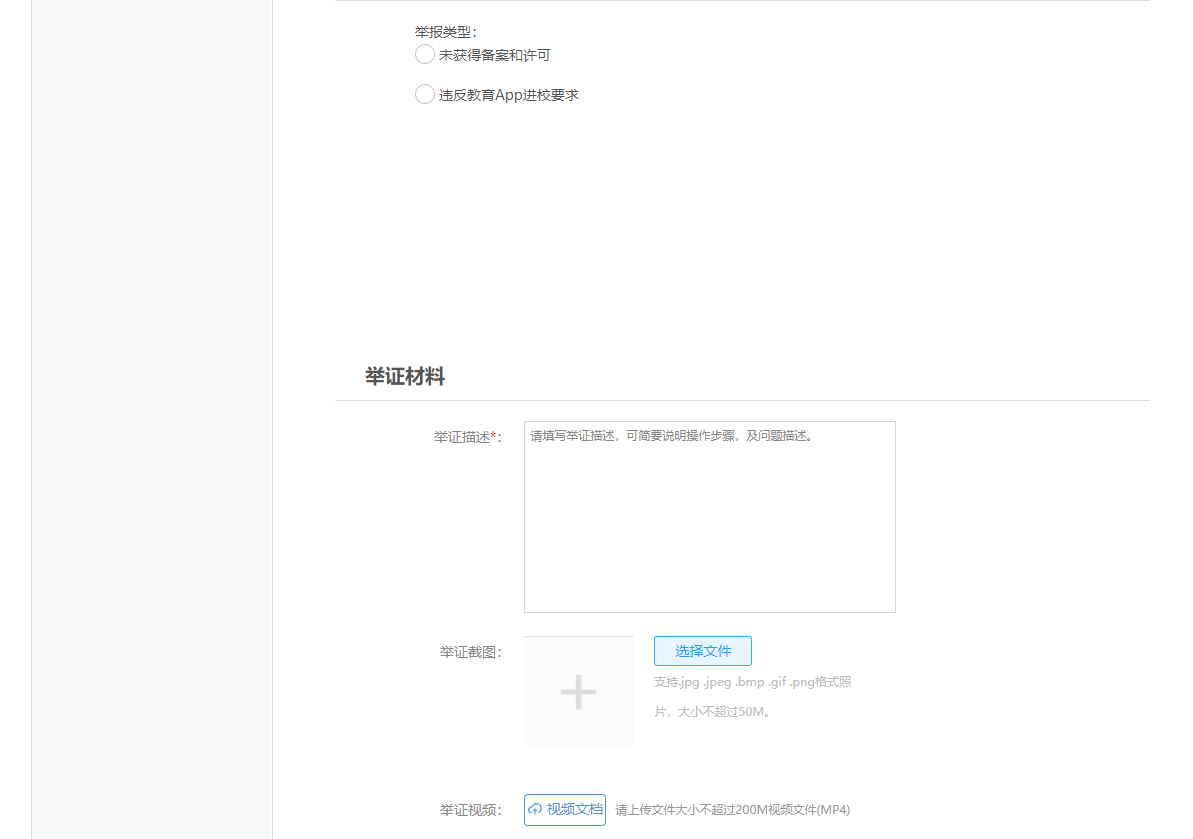 举报类型：
未获得备案和许可
违反教育App进校要求
举证材料
举证描述*：
请填写举证描述，可简要说明操作步骤，及问题描述。
举证截图：
选择文件
支持.jpg .jpeg .bmp .gif .png格式照
片，大小不超过50M。
举证视频：
视频文档
请上传文件大小不超过200M视频文件(MP4)